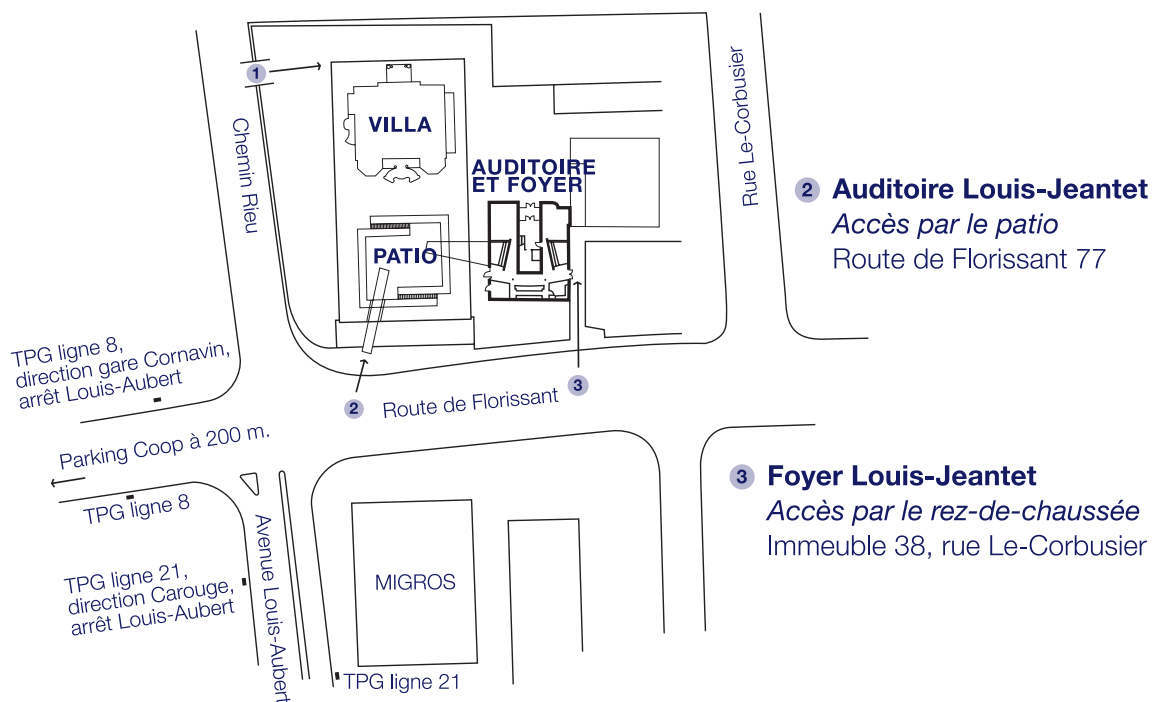 1
VILLA
Chemin Rieu
Rue Le-Corbusier
AUDITOIRE
ET FOYER
PATIO
2 Auditoire Louis-Jeantet
Accès par le patio
Route de Florissant 77
TPG ligne 8,
direction gare Cornavin,
arrêt Louis-Aubert
2
Route de Florissant
3
Parking Coop à 200 m.
TPG ligne 8
3 Foyer Louis-Jeantet
Accès par le rez-de-chaussée
Immeuble 38, rue Le-Corbusier
Avenue Louis-Aubert
TPG ligne 21,
direction Carouge,
arrêt Louis-Aubert
MIGROS
TPG ligne 21